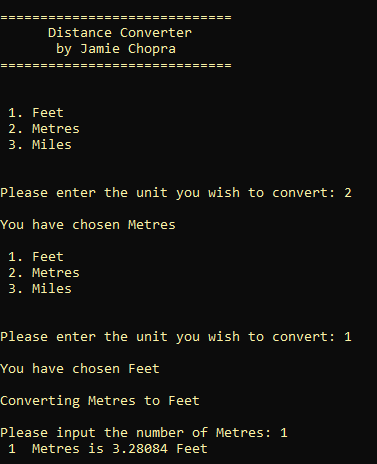 =============================
Distance Converter
by Jamie Chopra
=============================
1. Feet
2. Metres
3. Miles
Please enter the unit you wish to convert: 2
You have chosen Metres
1. Feet
2. Metres
3. Miles
Please enter the unit you wish to convert: 1
You have chosen Feet
Converting Metres to Feet
Please input the number of Metres: 1
1  Metres is 3.28084 Feet